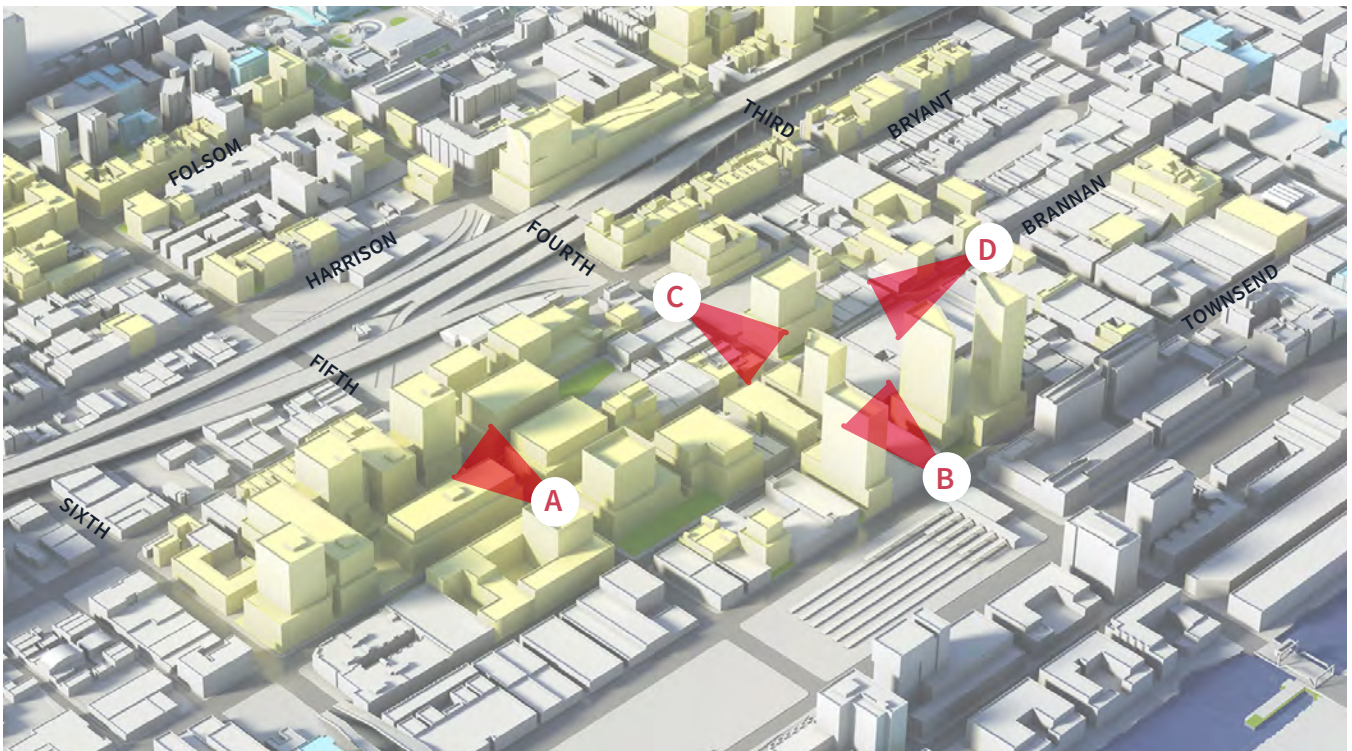 THIRD
BRYANT
FOLSOM
BRANNAN
HARRISON
FOURTH
D
C
TOWNSEND
FIFTH
B
A
SIXTH